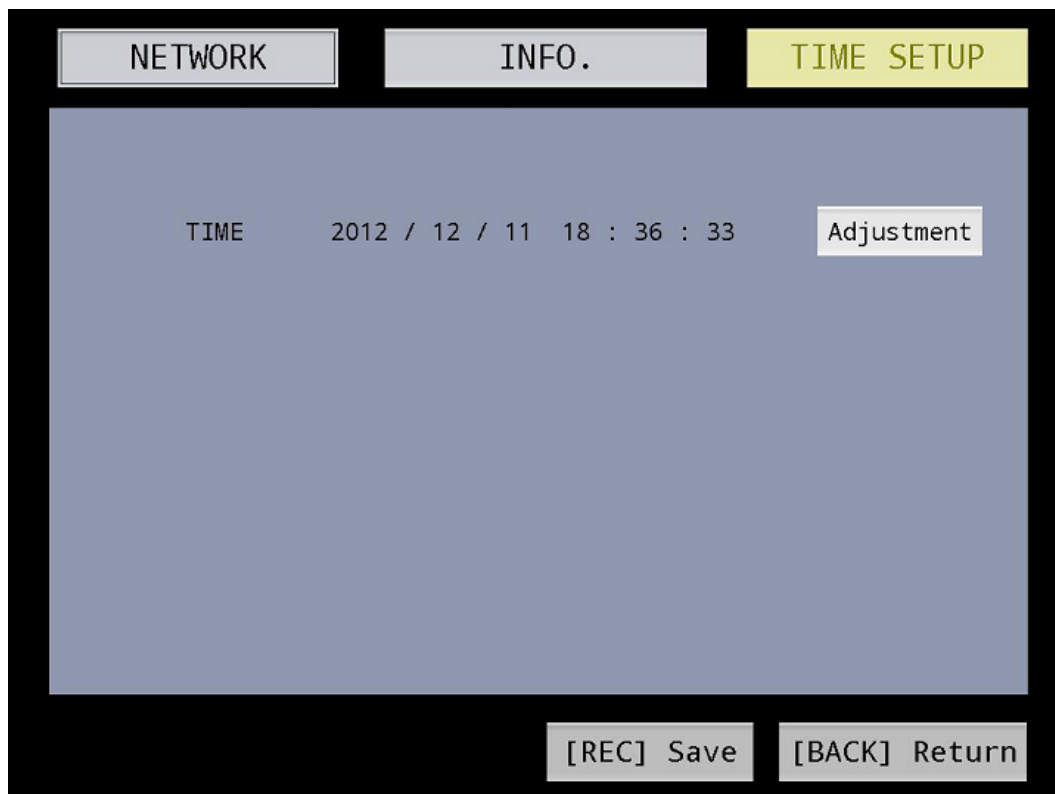 NETWORK INFO. TIME SETUP
TIME 2012 / 12 / 11 18 : 36 : 33 Adjustment
[REC] Save [BACK] Return